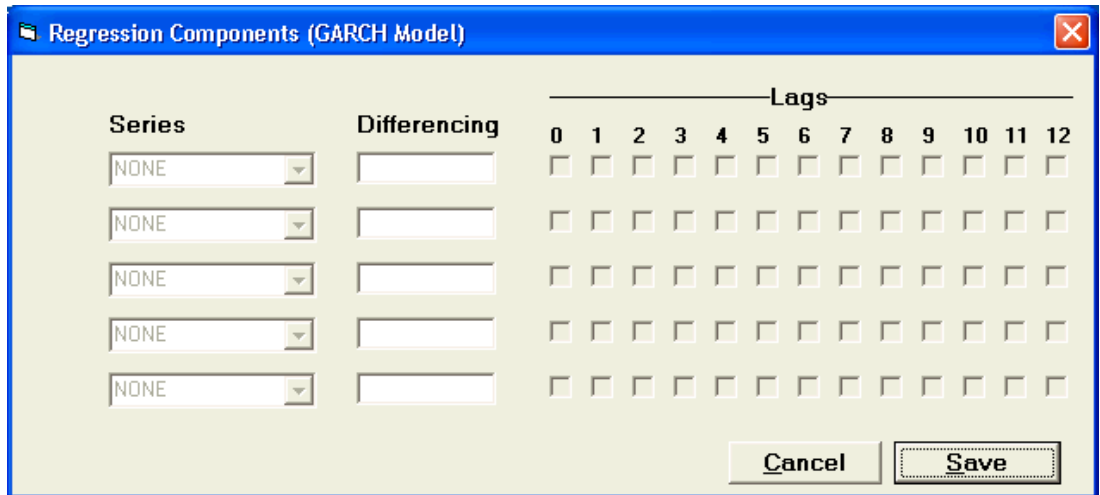 Regression Components (GARCH Model)
Lags
Series Differencing 0 1 2 3 4 5 6 7 8 9 10 11 12
NONE
NONE
NONE
NONE
NONE
Cancel Save